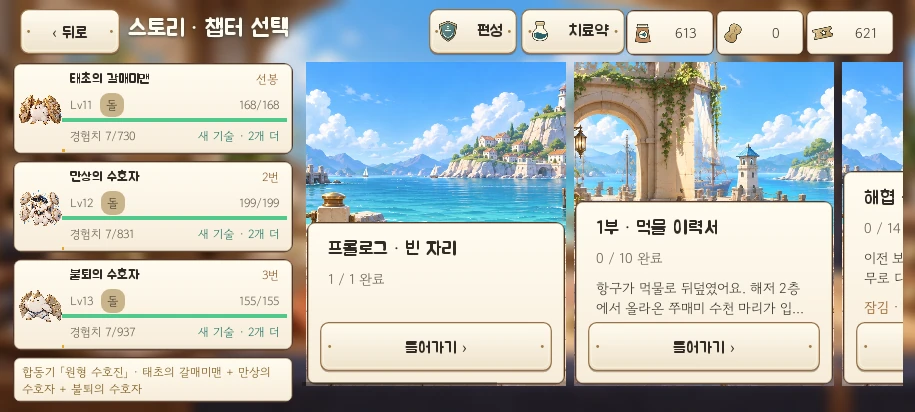 ‹ 뒤로
스토리 · 챕터 선택
편성
치료약
613
0
621
태초의 갈매미맨
선봉
Lv11 돌
168/168
경험치 7/730
새 기술 · 2개 더
만상의 수호자
2번
Lv12 돌
199/199
경험치 7/831
새 기술 · 2개 더
불퇴의 수호자
3번
Lv13 돌
155/155
경험치 7/937
새 기술 · 2개 더
합동기 「원형 수호진」 · 태초의 갈매미맨 + 만상의
수호자 + 불퇴의 수호자
프롤로그 · 빈 자리
1 / 1 완료
들어가기 ›
1부 · 먹물 이력서
0 / 10 완료
항구가 먹물로 뒤덮였어요. 해저 2층
에서 올라온 쭈매미 수천 마리가 입...
들어가기 ›
해협
0 / 14
이전 보
무로 다
잠김 ·